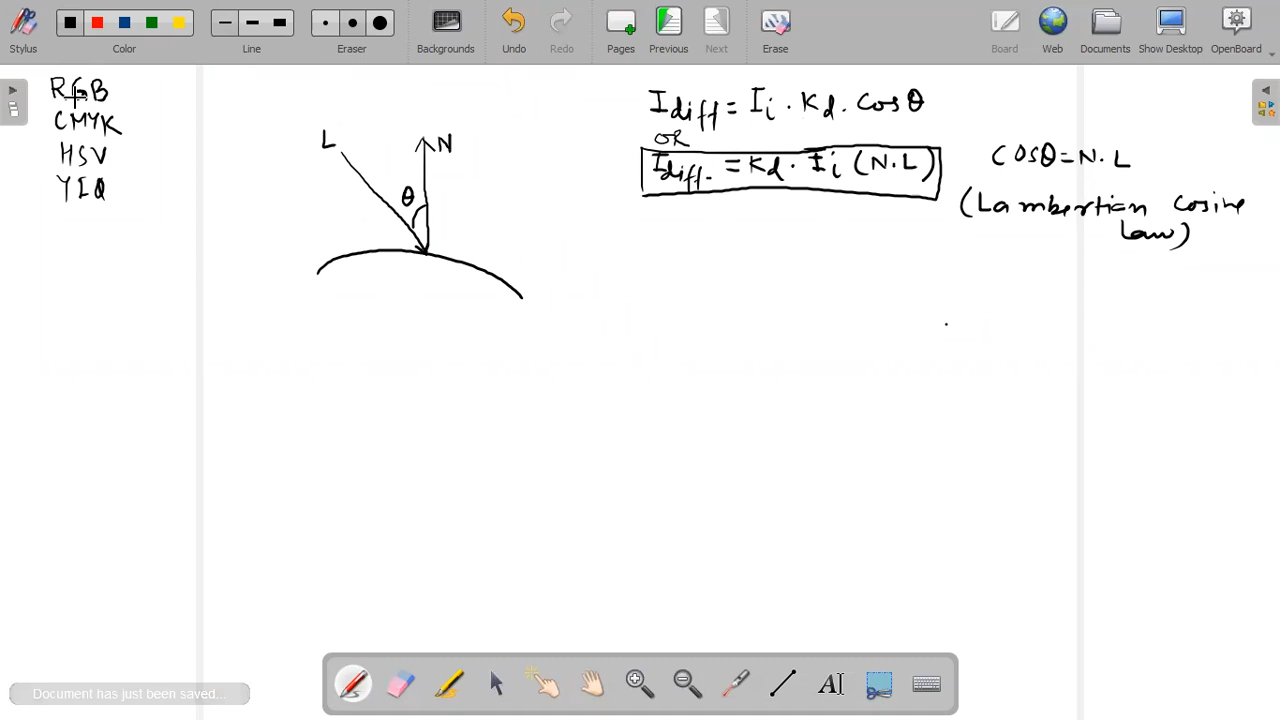 Stylus
Color
Line
Eraser
Backgrounds
Undo
Redo
Pages
Previous
Next
Erase
Board
Web
Documents
Show Desktop
OpenBoard
RGB
CMYK
HSV
YIQ
L
N
θ
Idiff = Ii . Kd . cosθ
OR
Idiff. = Kd . Ii (N.L)
cosθ = N.L
(Lambertian cosine
law)
Document has just been saved...
AI